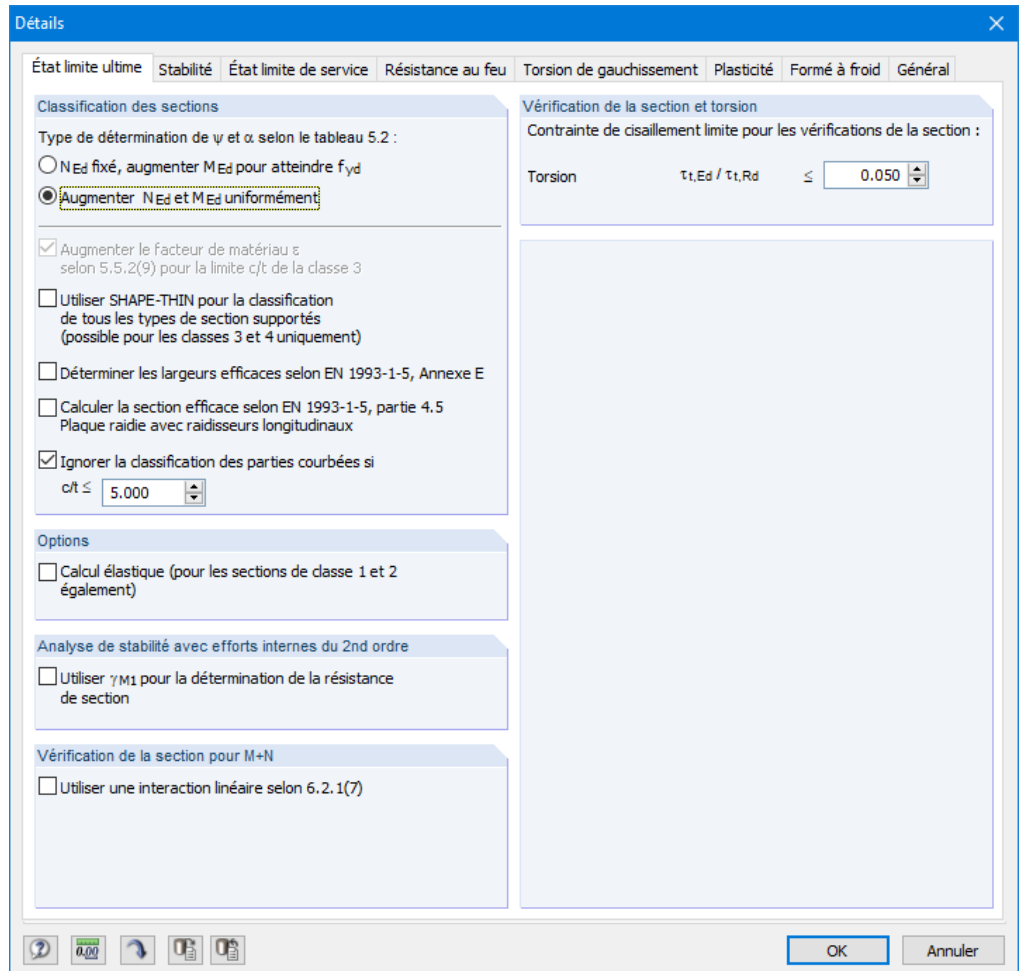 Détails
État limite ultime Stabilité État limite de service Résistance au feu Torsion de gauchissement Plasticité Formé à froid Général
Classification des sections
Type de détermination de ψ et α selon le tableau 5.2 :
NEd fixé, augmenter MEd pour atteindre fyd
Augmenter NEd et MEd uniformément
Augmenter le facteur de matériau ε
selon 5.5.2(9) pour la limite c/t de la classe 3
Utiliser SHAPE-THIN pour la classification
de tous les types de section supportés
(possible pour les classes 3 et 4 uniquement)
Déterminer les largeurs efficaces selon EN 1993-1-5, Annexe E
Calculer la section efficace selon EN 1993-1-5, partie 4.5
Plaque raidie avec raidisseurs longitudinaux
Ignorer la classification des parties courbées si
c/t ≤ 5.000
Options
Calcul élastique (pour les sections de classe 1 et 2
également)
Analyse de stabilité avec efforts internes du 2nd ordre
Utiliser γM1 pour la détermination de la résistance
de section
Vérification de la section pour M+N
Utiliser une interaction linéaire selon 6.2.1(7)
Vérification de la section et torsion
Contrainte de cisaillement limite pour les vérifications de la section :
Torsion τt,Ed / τt,Rd ≤ 0.050
0.00
OK Annuler